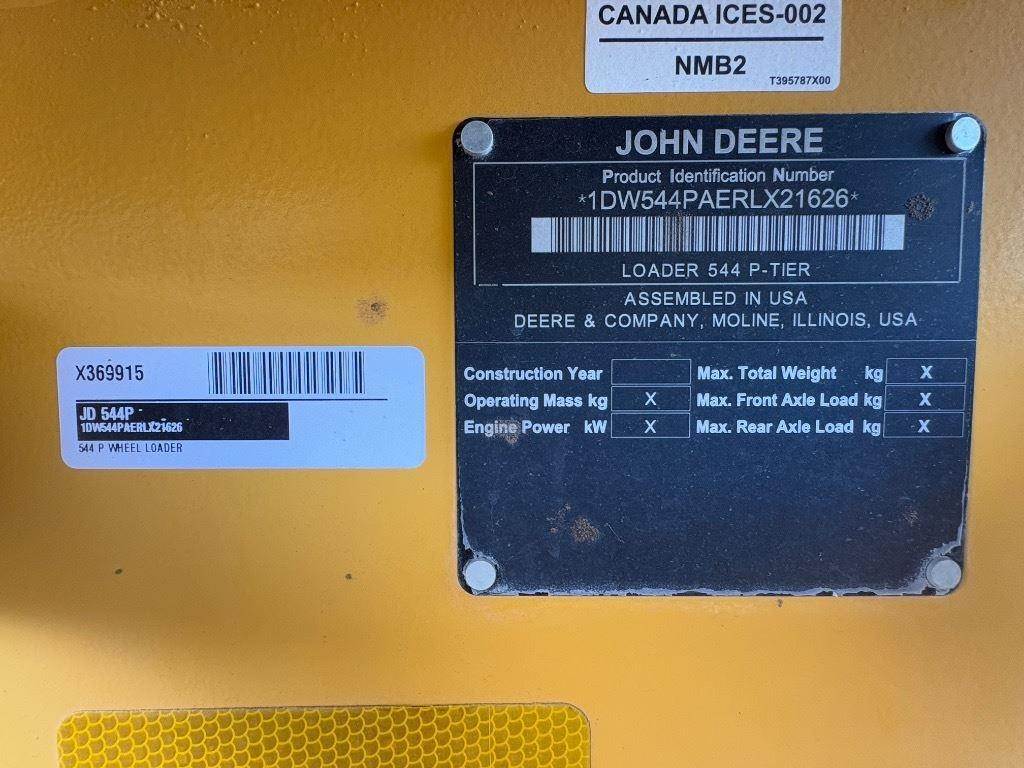 CANADA ICES-002
NMB2
T395787X00
JOHN DEERE
Product Identification Number
*1DW544PAERLX21626*
LOADER 544 P-TIER
ASSEMBLED IN USA
DEERE & COMPANY, MOLINE, ILLINOIS, USA
Construction Year Max. Total Weight kg X
Operating Mass kg X Max. Front Axle Load kg X
Engine Power kW X Max. Rear Axle Load kg X
X369915
JD 544P -
1DW544PAERLX21626
544 P WHEEL LOADER